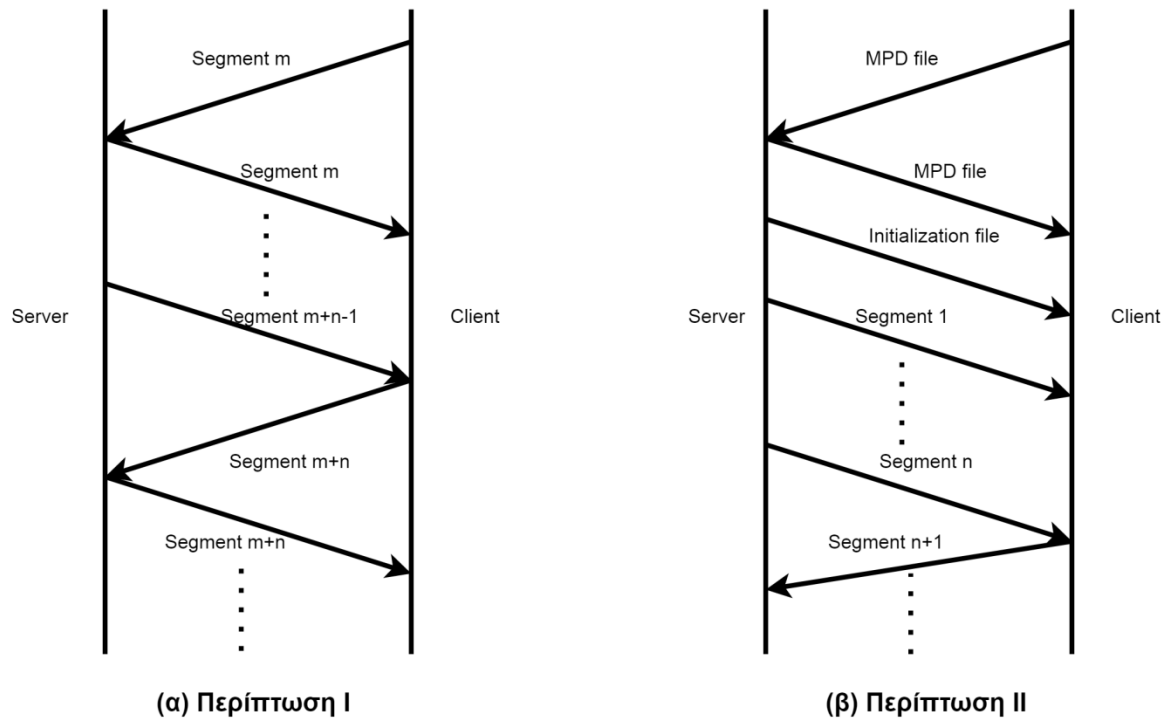 Segment m
Segment m
Server
Segment m+n-1
Client
Segment m+n
Segment m+n
(α) Περίπτωση I
MPD file
MPD file
Initialization file
Server
Segment 1
Client
Segment n
Segment n+1
(β) Περίπτωση II